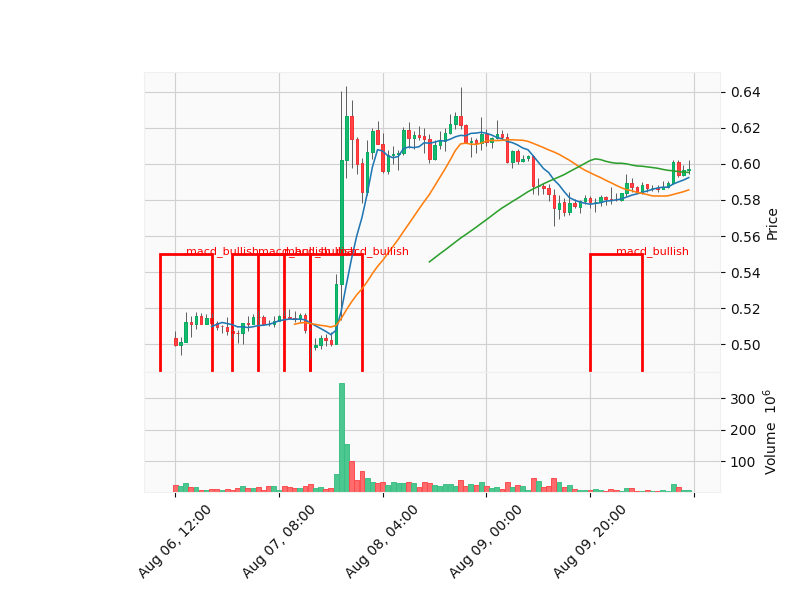 0.64
0.62
0.60
0.58
0.56
0.54
0.52
0.50
Price
macd_bullish
macd_bullish
macd_bullish
macd_bullish
300
200
100
Volume 10^6
Aug 06, 12:00
Aug 07, 08:00
Aug 08, 04:00
Aug 09, 00:00
Aug 09, 20:00